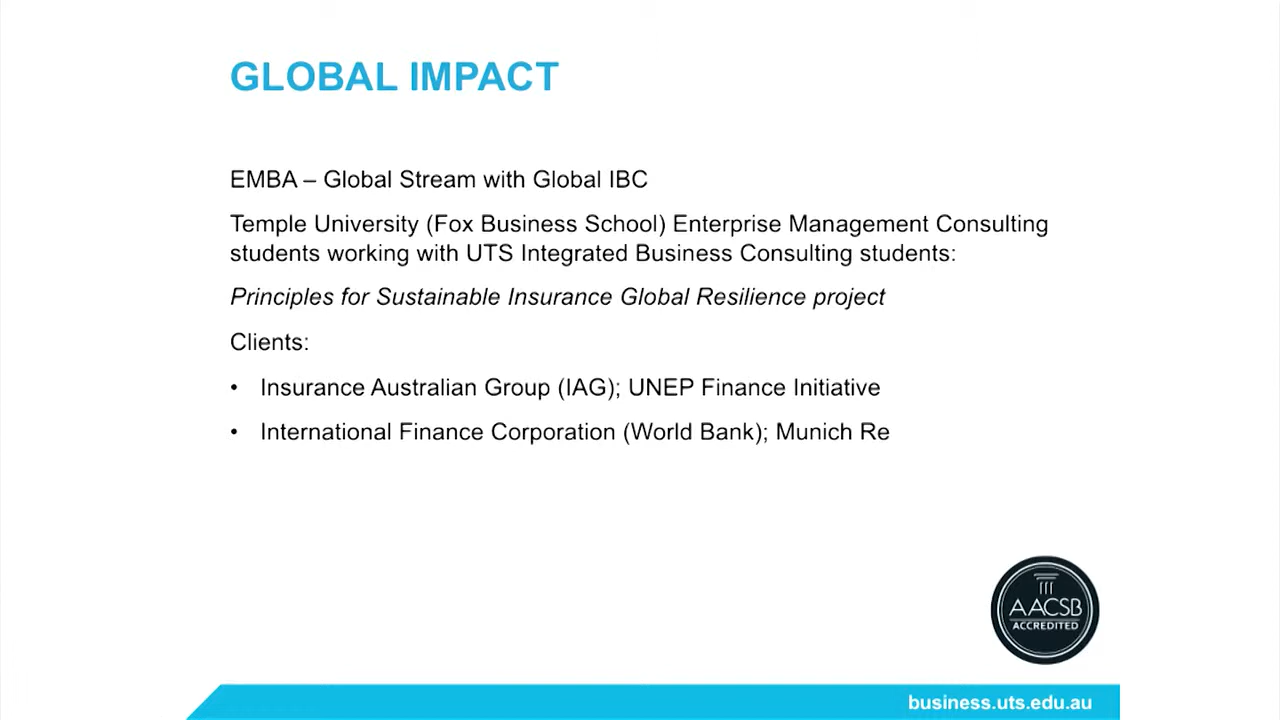 GLOBAL IMPACT
EMBA – Global Stream with Global IBC
Temple University (Fox Business School) Enterprise Management Consulting
students working with UTS Integrated Business Consulting students:
Principles for Sustainable Insurance Global Resilience project
Clients:
• Insurance Australian Group (IAG); UNEP Finance Initiative
• International Finance Corporation (World Bank); Munich Re
AACSB
ACCREDITED
business.uts.edu.au